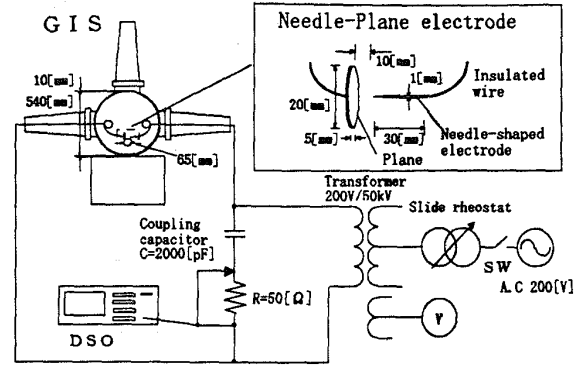 GIS
Needle-Plane electrode
10[mm]
1[mm]
Insulated
wire
20[mm]
5[mm]
30[mm]
Needle-shaped
electrode
Plane
10[mm]
540[mm]
65[mm]
Transformer
200V/50kV
Slide rheostat
Coupling
capacitor
C=2000[pF]
SW
A.C 200[V]
R=50[Ω]
V
DSO